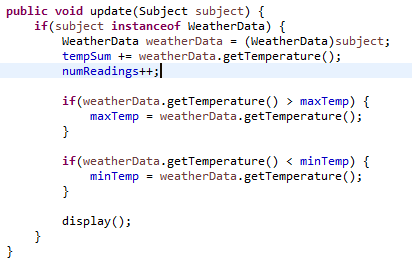 public void update(Subject subject) {
    if(subject instanceof WeatherData) {
        WeatherData weatherData = (WeatherData)subject;
        tempSum += weatherData.getTemperature();
        numReadings++;

        if(weatherData.getTemperature() > maxTemp) {
            maxTemp = weatherData.getTemperature();
        }

        if(weatherData.getTemperature() < minTemp) {
            minTemp = weatherData.getTemperature();
        }

        display();
    }
}